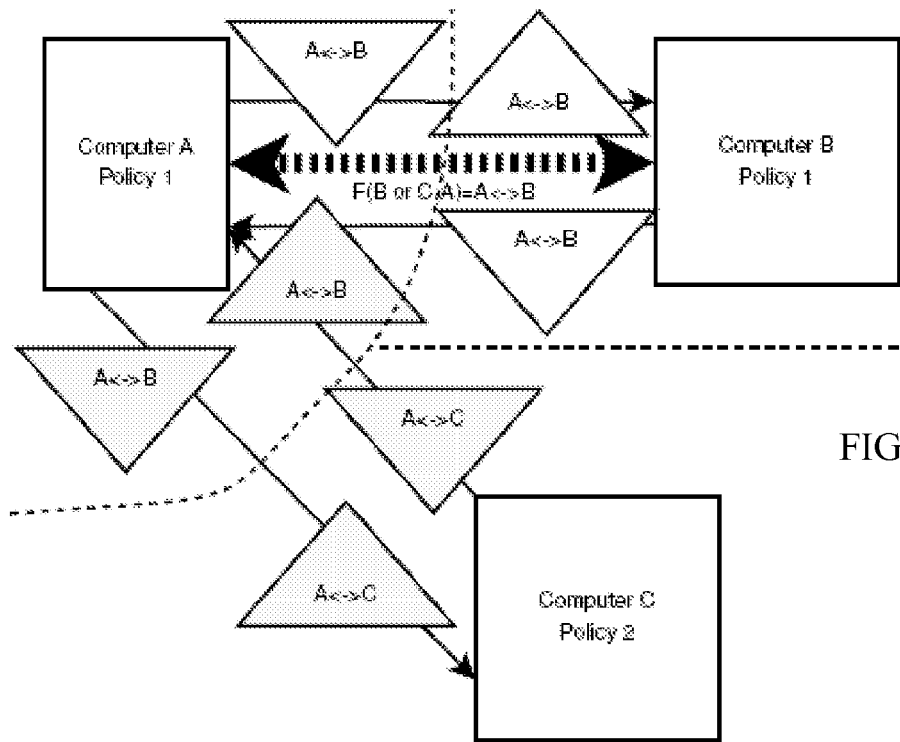 A<->B
A<->B
Computer A
Policy 1
Computer B
Policy 1
F(B or C,A)=A<->B
A<->B
A<->B
A<->B
A<->C
FIG
A<->C
Computer C
Policy 2